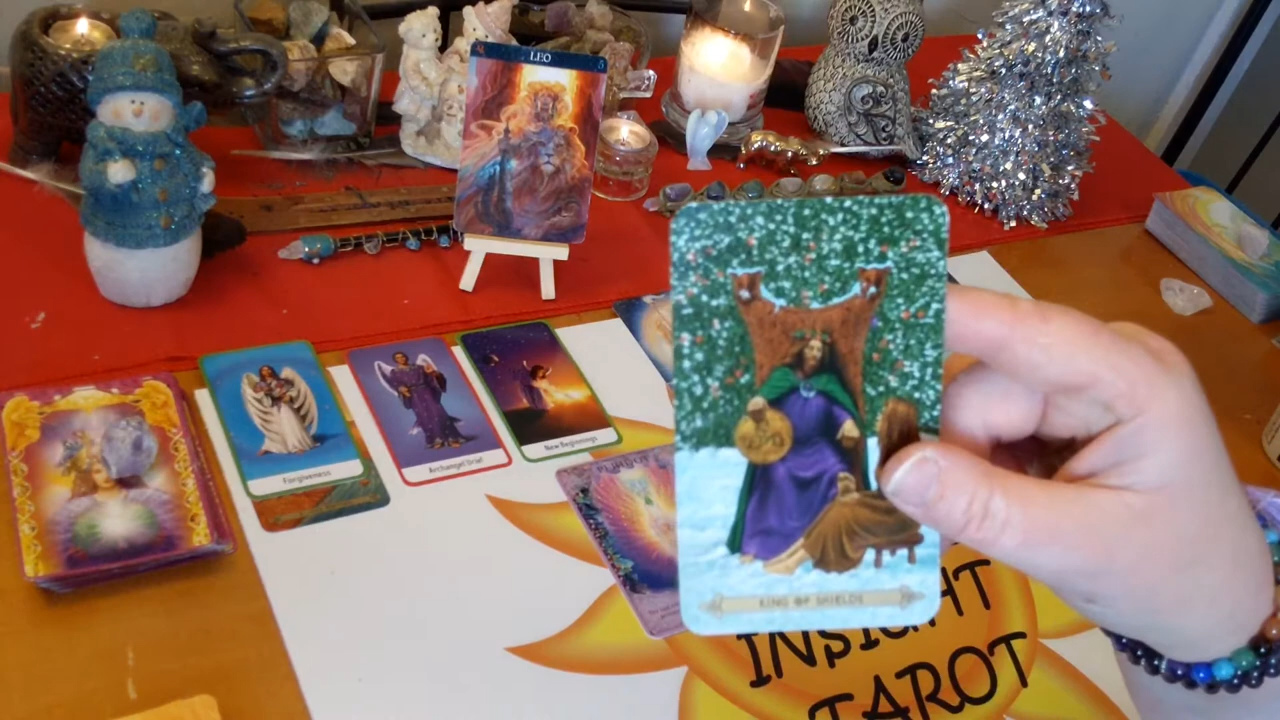 LEO
Forgiveness
Archangel Uriel
New Beginnings
KING OF SHIELDS
INSIGHT
TAROT